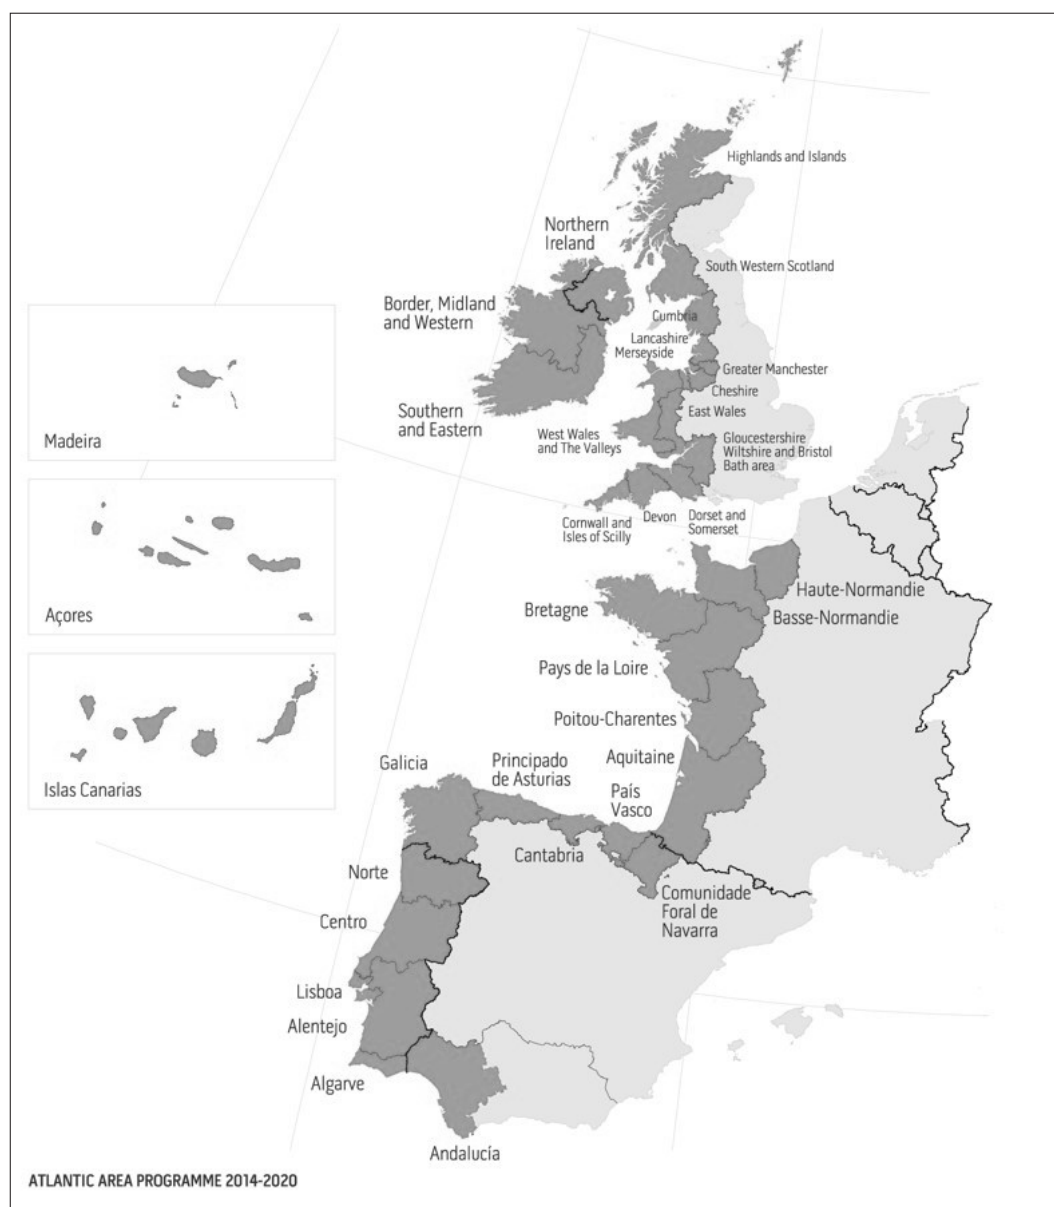 Highlands and Islands
Northern
Ireland
South Western Scotland
Border, Midland
and Western
Cumbria
Lancashire
Merseyside
Greater Manchester
Cheshire
East Wales
Southern
and Eastern
West Wales
and The Valleys
Gloucestershire
Wiltshire and Bristol
Bath area
Madeira
Cornwall and
Isles of Scilly
Devon
Dorset and
Somerset
Haute-Normandie
Basse-Normandie
Bretagne
Açores
Pays de la Loire
Poitou-Charentes
Aquitaine
Principado
de Asturias
Galicia
País
Vasco
Islas Canarias
Cantabria
Norte
Comunidade
Foral de
Navarra
Centro
Lisboa
Alentejo
Algarve
Andalucía
ATLANTIC AREA PROGRAMME 2014-2020